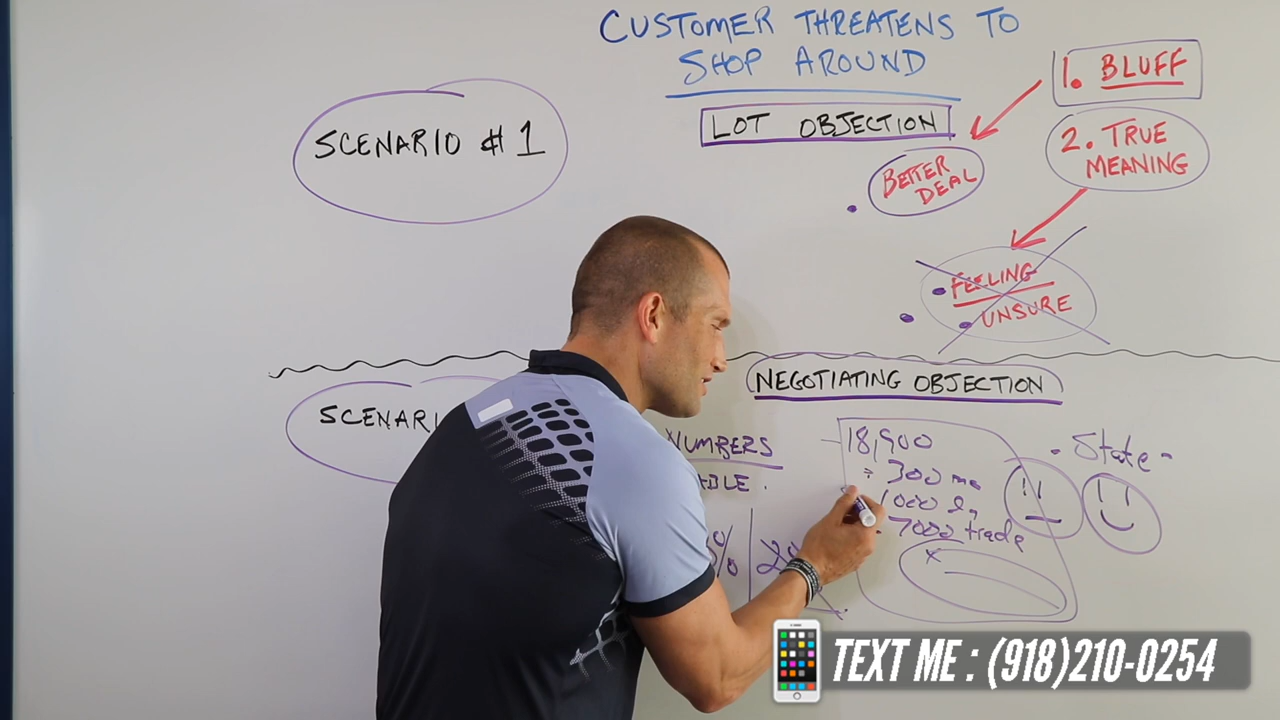 CUSTOMER THREATENS TO
SHOP AROUND
1. BLUFF
LOT OBJECTION
SCENARIO #1
2. TRUE
MEANING
BETTER
DEAL
FEELING
UNSURE
NEGOTIATING OBJECTION
SCENARI
NUMBERS
18,900
- State -
300
1000
7000 trade
TEXT ME : (918)210-0254